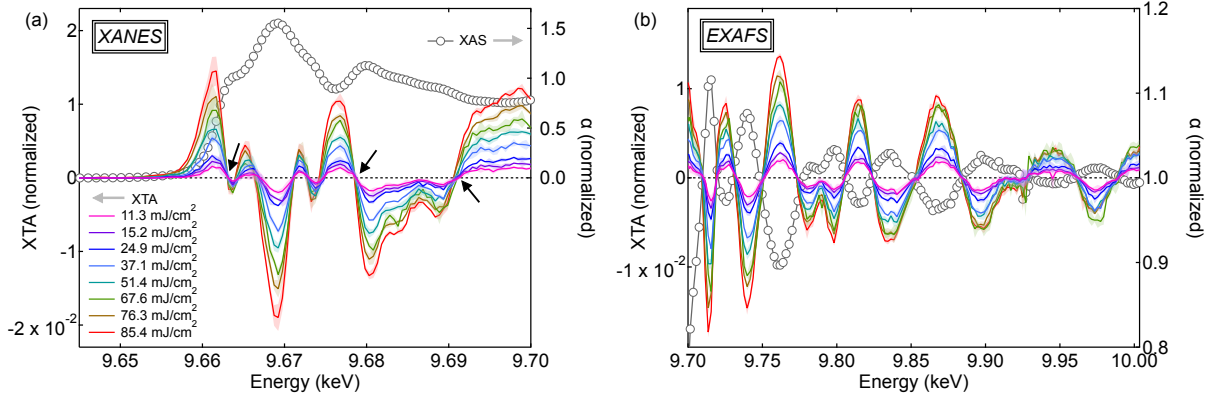 (a)
XANES
XAS
XTA (normalized)
2
1
0
-1
-2 x 10⁻²
α (normalized)
1.5
1.0
0.5
0.0
XTA
11.3 mJ/cm²
15.2 mJ/cm²
24.9 mJ/cm²
37.1 mJ/cm²
51.4 mJ/cm²
67.6 mJ/cm²
76.3 mJ/cm²
85.4 mJ/cm²
9.65
9.66
9.67
9.68
9.69
9.70
Energy (keV)
(b)
EXAFS
XTA (normalized)
1
0
-1 x 10⁻²
α (normalized)
1.2
1.1
1.0
0.9
0.8
9.70
9.75
9.80
9.85
9.90
9.95
10.00
Energy (keV)